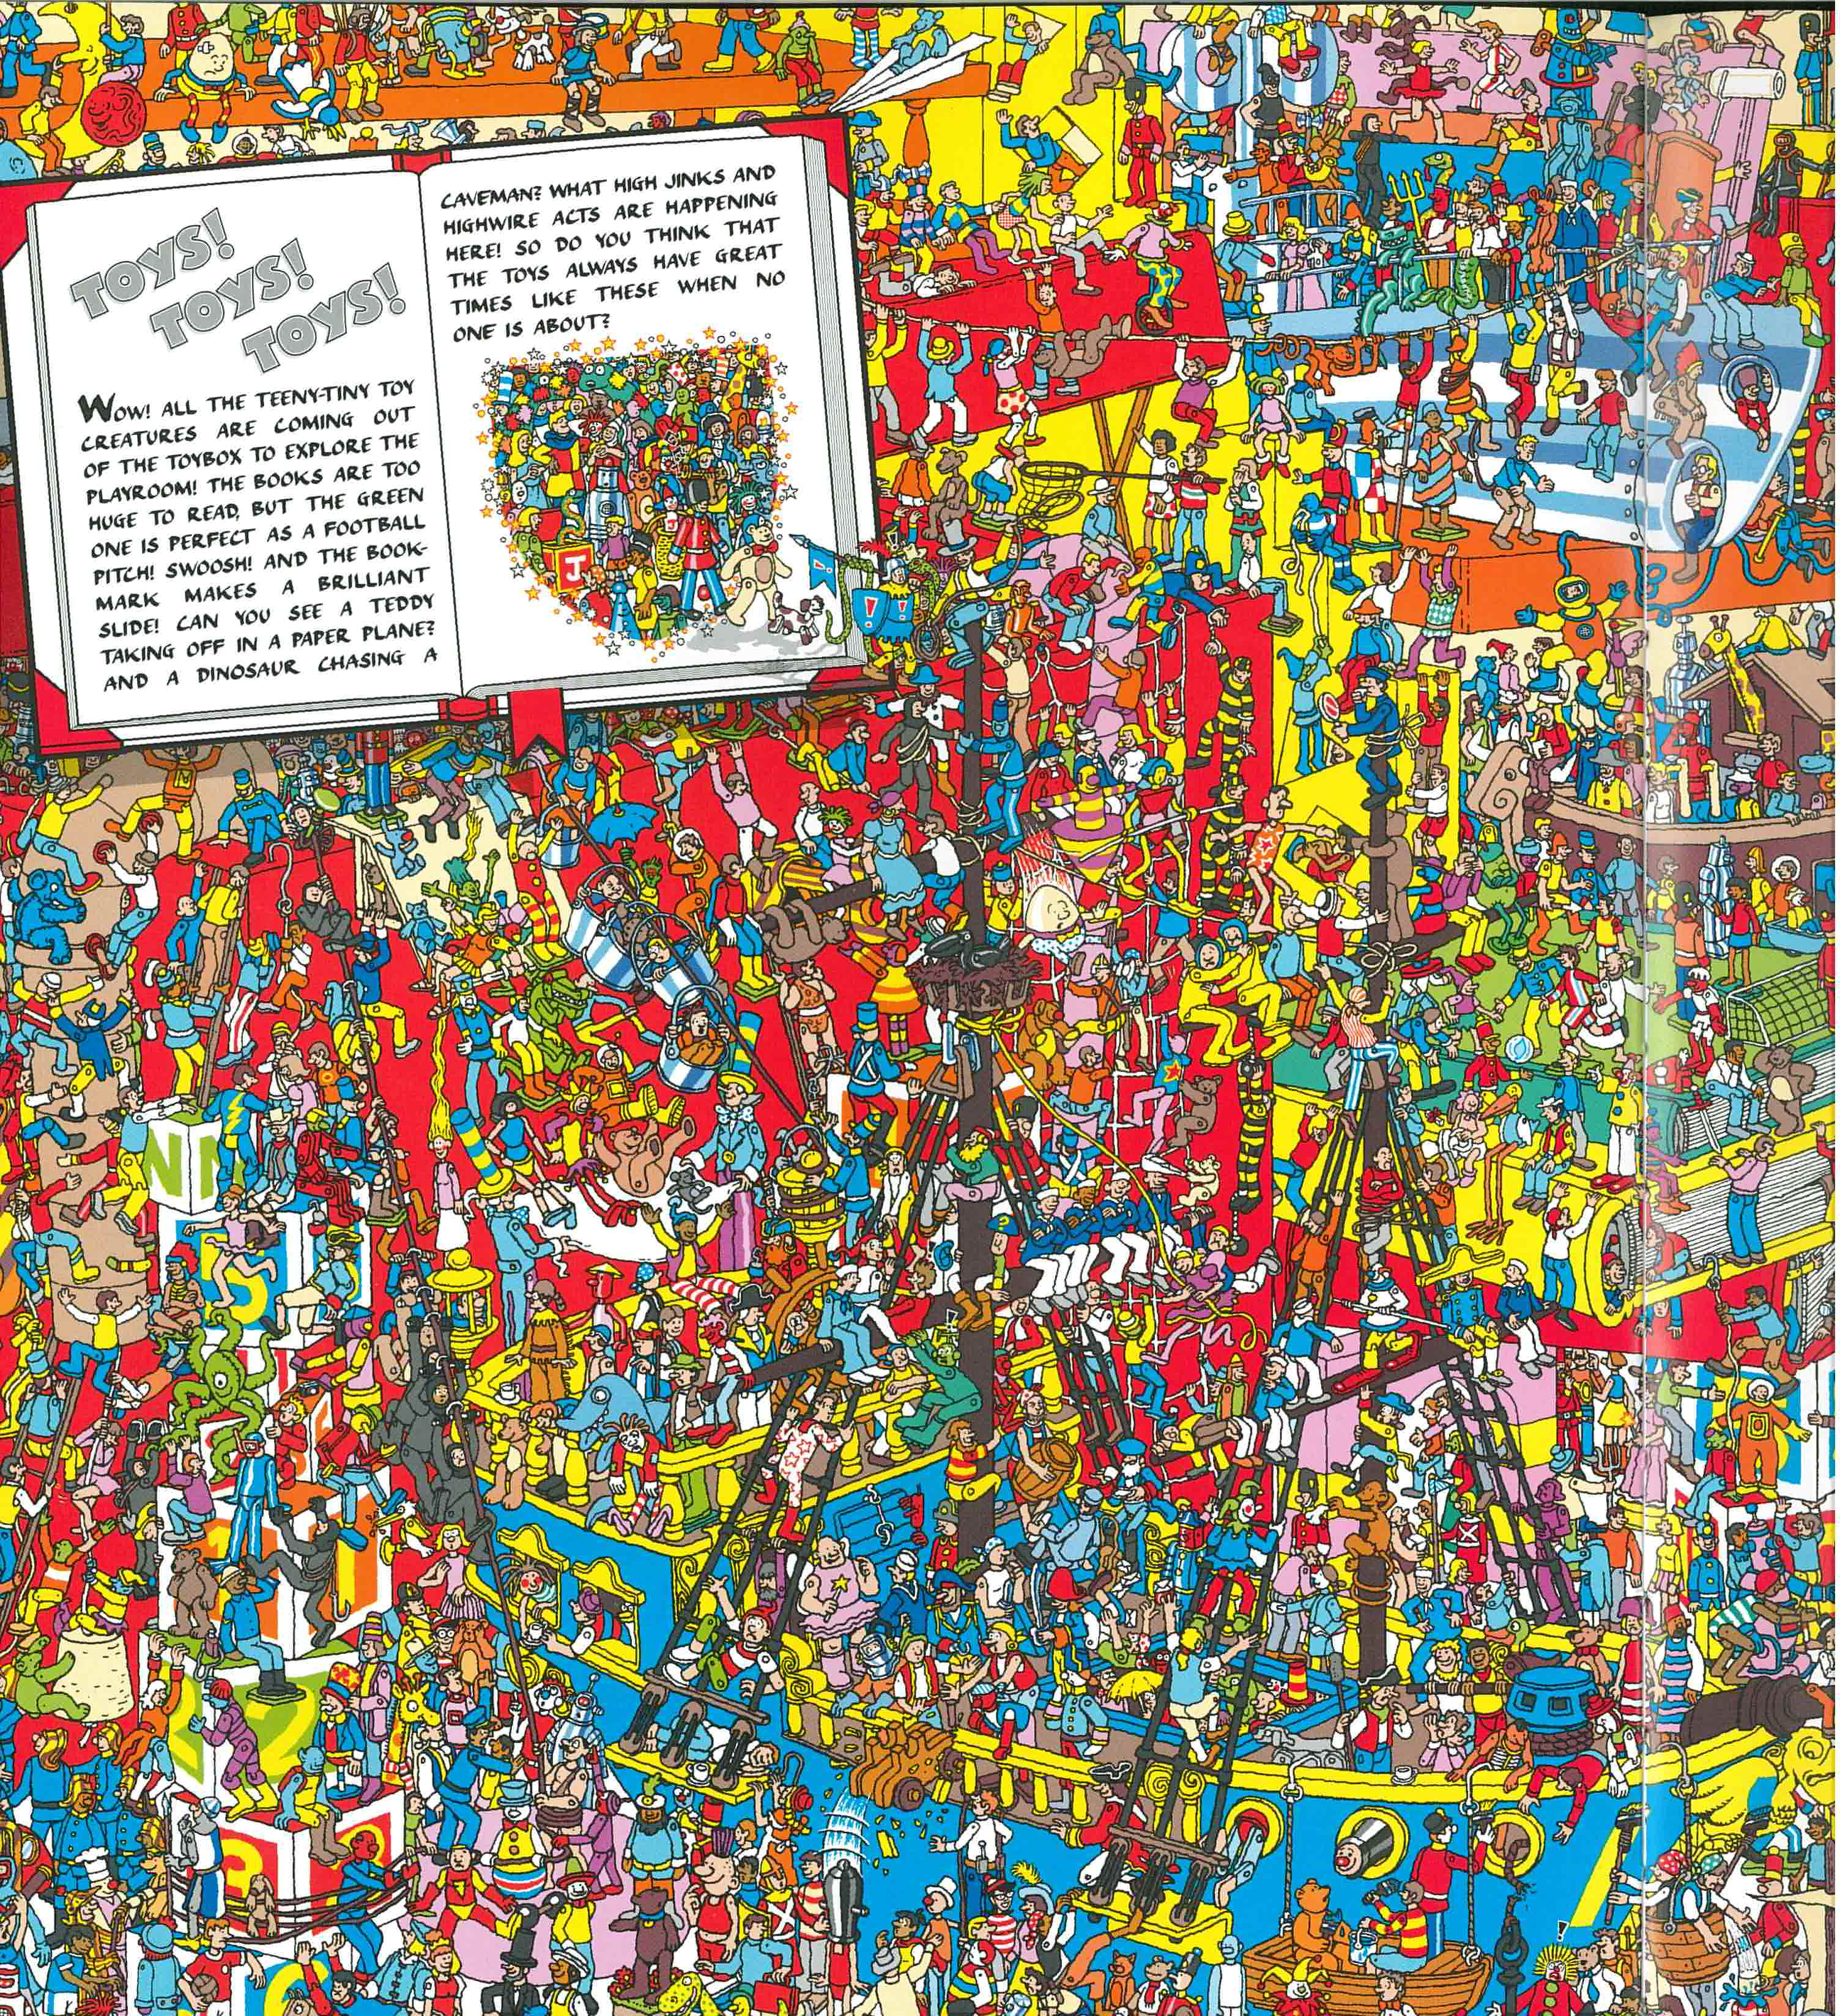 TOYS!
TOYS!
TOYS!
WOW! ALL THE TEENY-TINY TOY
CREATURES ARE COMING OUT
OF THE TOYBOX TO EXPLORE THE
PLAYROOM! THE BOOKS ARE TOO
HUGE TO READ, BUT THE GREEN
ONE IS PERFECT AS A FOOTBALL
PITCH! SWOOSH! AND THE BOOK-
MARK MAKES A BRILLIANT
SLIDE! CAN YOU SEE A TEDDY
TAKING OFF IN A PAPER PLANE?
AND A DINOSAUR CHASING A
CAVEMAN? WHAT HIGH JINKS AND
HIGHWIRE ACTS ARE HAPPENING
HERE! SO DO YOU THINK THAT
THE TOYS ALWAYS HAVE GREAT
TIMES LIKE THESE WHEN NO
ONE IS ABOUT?
J
J
!
! !
N N
5
2
3
!